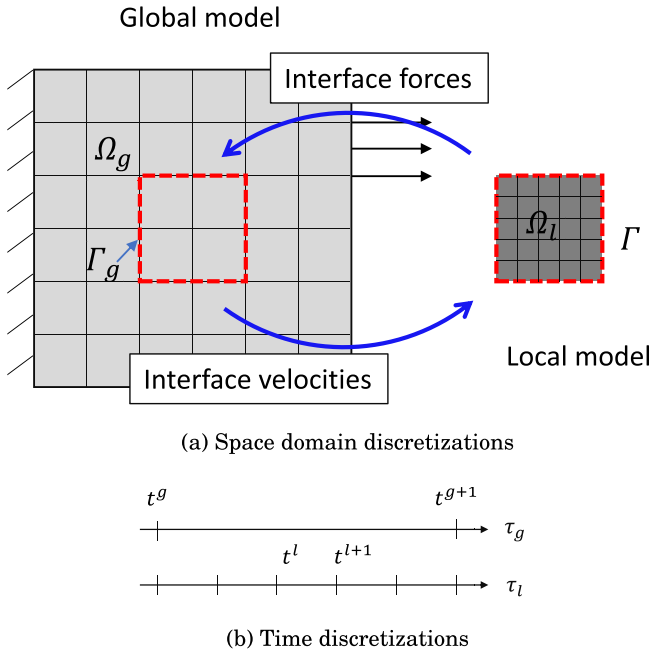 Global model
Interface forces
Ω_g
Ω_l
Γ_g
Γ
Local model
Interface velocities
(a) Space domain discretizations
t^g
t^{g+1}
τ_g
t^l
t^{l+1}
τ_l
(b) Time discretizations